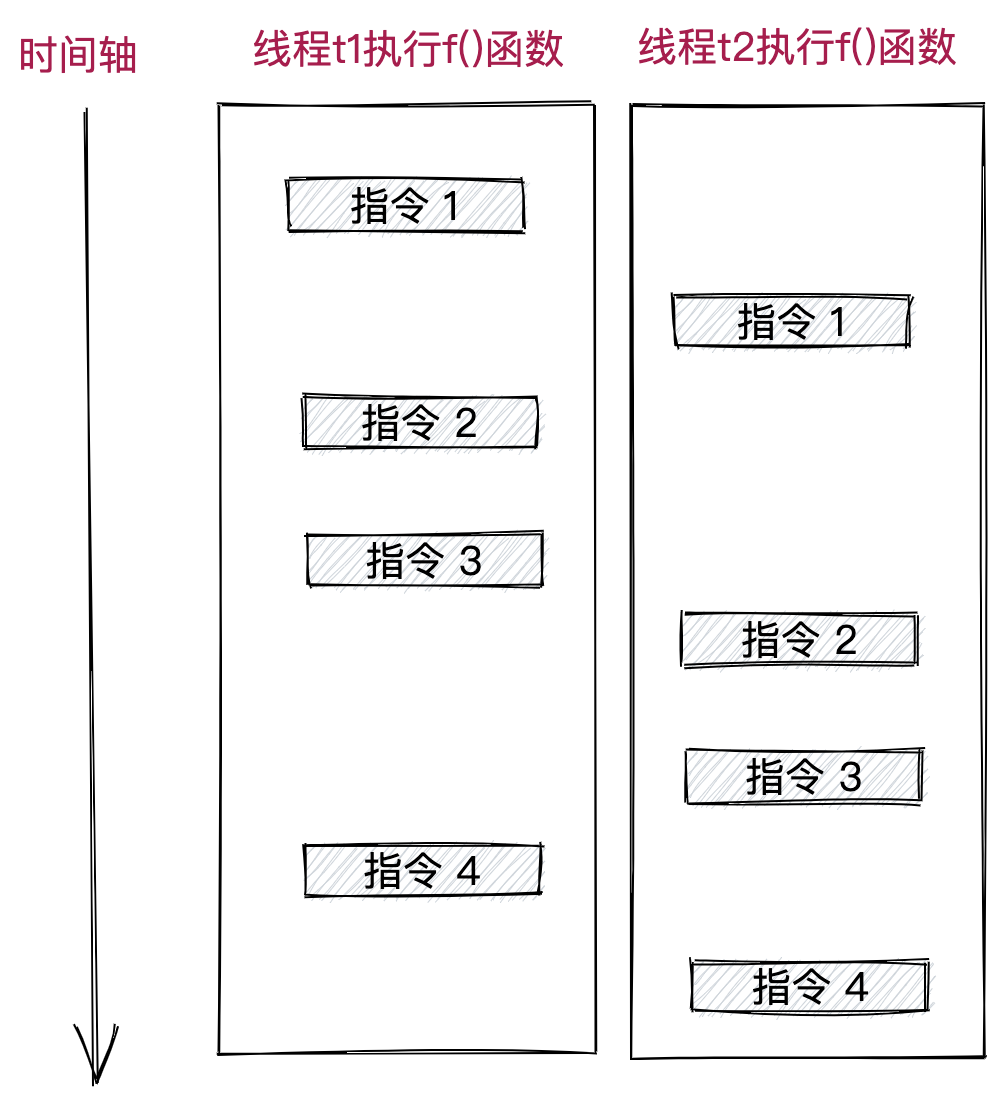 时间轴
线程t1执行f()函数
线程t2执行f()函数
指令 1
指令 1
指令 2
指令 3
指令 2
指令 3
指令 4
指令 4